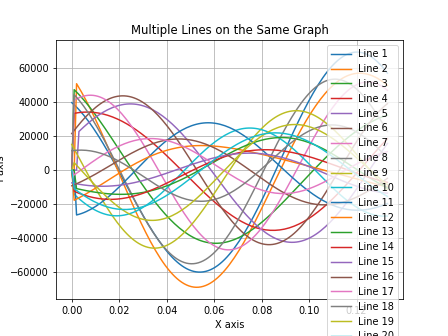 Multiple Lines on the Same Graph
60000
40000
20000
0
−20000
−40000
−60000
0.00
0.02
0.04
0.06
0.08
0.10
X axis
axis
Line 1
Line 2
Line 3
Line 4
Line 5
Line 6
Line 7
Line 8
Line 9
Line 10
Line 11
Line 12
Line 13
Line 14
Line 15
Line 16
Line 17
Line 18
Line 19
Line 20